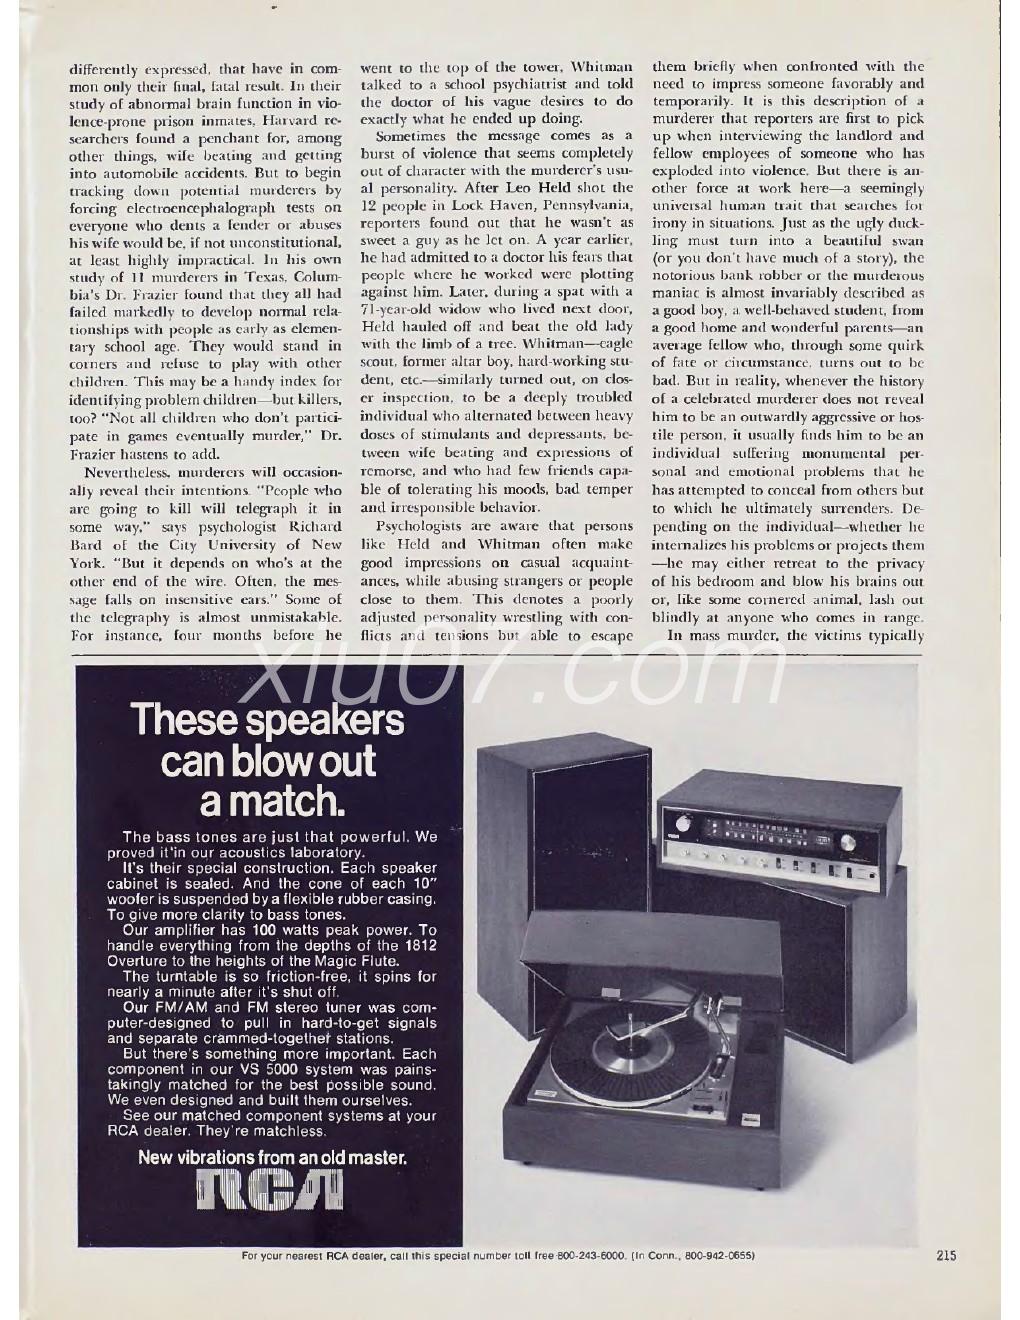 differently expressed, that have in com-
mon only their final, fatal result. In their
study of abnormal brain function in vio-
lence-prone prison inmates, Harvard re-
searchers found a penchant for, among
other things, wife beating and getting
into automobile accidents. But to begin
tracking down potential murderers by
forcing electroencephalograph tests on
everyone who dents a fender or abuses
his wife would be, if not unconstitutional,
at least highly impractical. In his own
study of 11 murderers in Texas, Colum-
bia's Dr. Frazier found that they all had
failed markedly to develop normal rela-
tionships with people as early as elemen-
tary school age. They would stand in
corners and refuse to play with other
children. This may be a handy index for
identifying problem children—but killers,
too? "Not all children who don't partici-
pate in games eventually murder," Dr.
Frazier hastens to add.
Nevertheless, murderers will occasion-
ally reveal their intentions. "People who
are going to kill will telegraph it in
some way," says psychologist Richard
Bard of the City University of New
York. "But it depends on who's at the
other end of the wire. Often, the mes-
sage falls on insensitive ears." Some of
the telegraphy is almost unmistakable.
For instance, four months before he
went to the top of the tower, Whitman
talked to a school psychiatrist and told
the doctor of his vague desires to do
exactly what he ended up doing.
Sometimes the message comes as a
burst of violence that seems completely
out of character with the murderer's usu-
al personality. After Leo Held shot the
12 people in Lock Haven, Pennsylvania,
reporters found out that he wasn't as
sweet a guy as he let on. A year earlier,
he had admitted to a doctor his fears that
people where he worked were plotting
against him. Later, during a spat with a
71-year-old widow who lived next door,
Held hauled off and beat the old lady
with the limb of a tree. Whitman—eagle
scout, former altar boy, hard-working stu-
dent, etc.—similarly turned out, on clos-
er inspection, to be a deeply troubled
individual who alternated between heavy
doses of stimulants and depressants, be-
tween wife beating and expressions of
remorse, and who had few friends capa-
ble of tolerating his moods, bad temper
and irresponsible behavior.
Psychologists are aware that persons
like Held and Whitman often make
good impressions on casual acquaint-
ances, while abusing strangers or people
close to them. This denotes a poorly
adjusted personality wrestling with con-
flicts and tensions but able to escape
them briefly when confronted with the
need to impress someone favorably and
temporarily. It is this description of a
murderer that reporters are first to pick
up when interviewing the landlord and
fellow employees of someone who has
exploded into violence. But there is an-
other force at work here—a seemingly
universal human trait that searches for
irony in situations. Just as the ugly duck-
ling must turn into a beautiful swan
(or you don't have much of a story), the
notorious bank robber or the murderous
maniac is almost invariably described as
a good boy, a well-behaved student, from
a good home and wonderful parents—an
average fellow who, through some quirk
of fate or circumstance, turns out to be
bad. But in reality, whenever the history
of a celebrated murderer does not reveal
him to be an outwardly aggressive or hos-
tile person, it usually finds him to be an
individual suffering monumental per-
sonal and emotional problems that he
has attempted to conceal from others but
to which he ultimately surrenders. De-
pending on the individual—whether he
internalizes his problems or projects them
—he may either retreat to the privacy
of his bedroom and blow his brains out
or, like some cornered animal, lash out
blindly at anyone who comes in range.
In mass murder, the victims typically
xiu07.com
These speakers
can blow out
a match.
The bass tones are just that powerful. We
proved it in our acoustics laboratory.
It's their special construction. Each speaker
cabinet is sealed. And the cone of each 10"
woofer is suspended by a flexible rubber casing.
To give more clarity to bass tones.
Our amplifier has 100 watts peak power. To
handle everything from the depths of the 1812
Overture to the heights of the Magic Flute.
The turntable is so friction-free, it spins for
nearly a minute after it's shut off.
Our FM/AM and FM stereo tuner was com-
puter-designed to pull in hard-to-get signals
and separate crammed-together stations.
But there's something more important. Each
component in our VS 5000 system was pains-
takingly matched for the best possible sound.
We even designed and built them ourselves.
See our matched component systems at your
RCA dealer. They're matchless.
New vibrations from an old master.
RCA
For your nearest RCA dealer, call this special number toll free 800-243-6000. (In Conn., 800-942-0655)
215